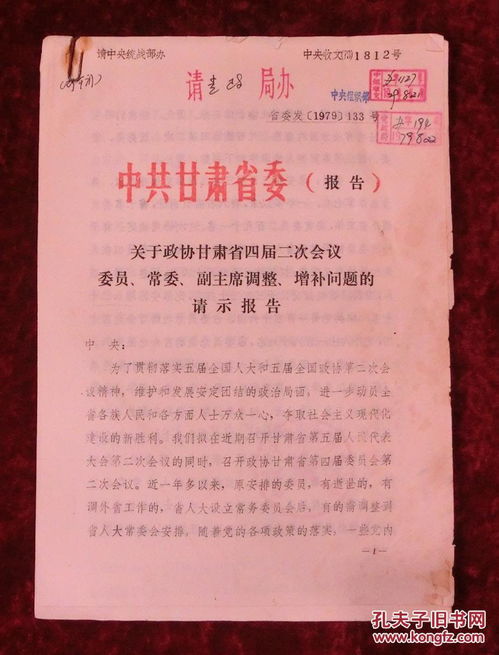 请中央统战部办
中央收文(79)1812号
请 局办
中央组织部
省委发〔1979〕133号
中共甘肃省委(报告)
关于政协甘肃省四届二次会议
委员、常委、副主席调整、增补问题的
请示报告
中央:
为了贯彻落实五届全国人大和五届全国政协第二次会
议精神,维护和发展安定团结的政治局面,进一步动员全
省各族人民和各方面人士万众一心,夺取社会主义现代化
建设的新胜利。我们拟在近期召开甘肃省第五届人民代表
大会第二次会议的同时,召开政协甘肃省第四届委员会第
二次会议。近一年多以来,原安排的委员,有逝世的,有
调外省工作的,省人大设立常务委员会后,有的需调整到
省人大常委会安排,随着党的各项政策的落实,一些党内
—1—
孔夫子旧书网
www.kongfz.com